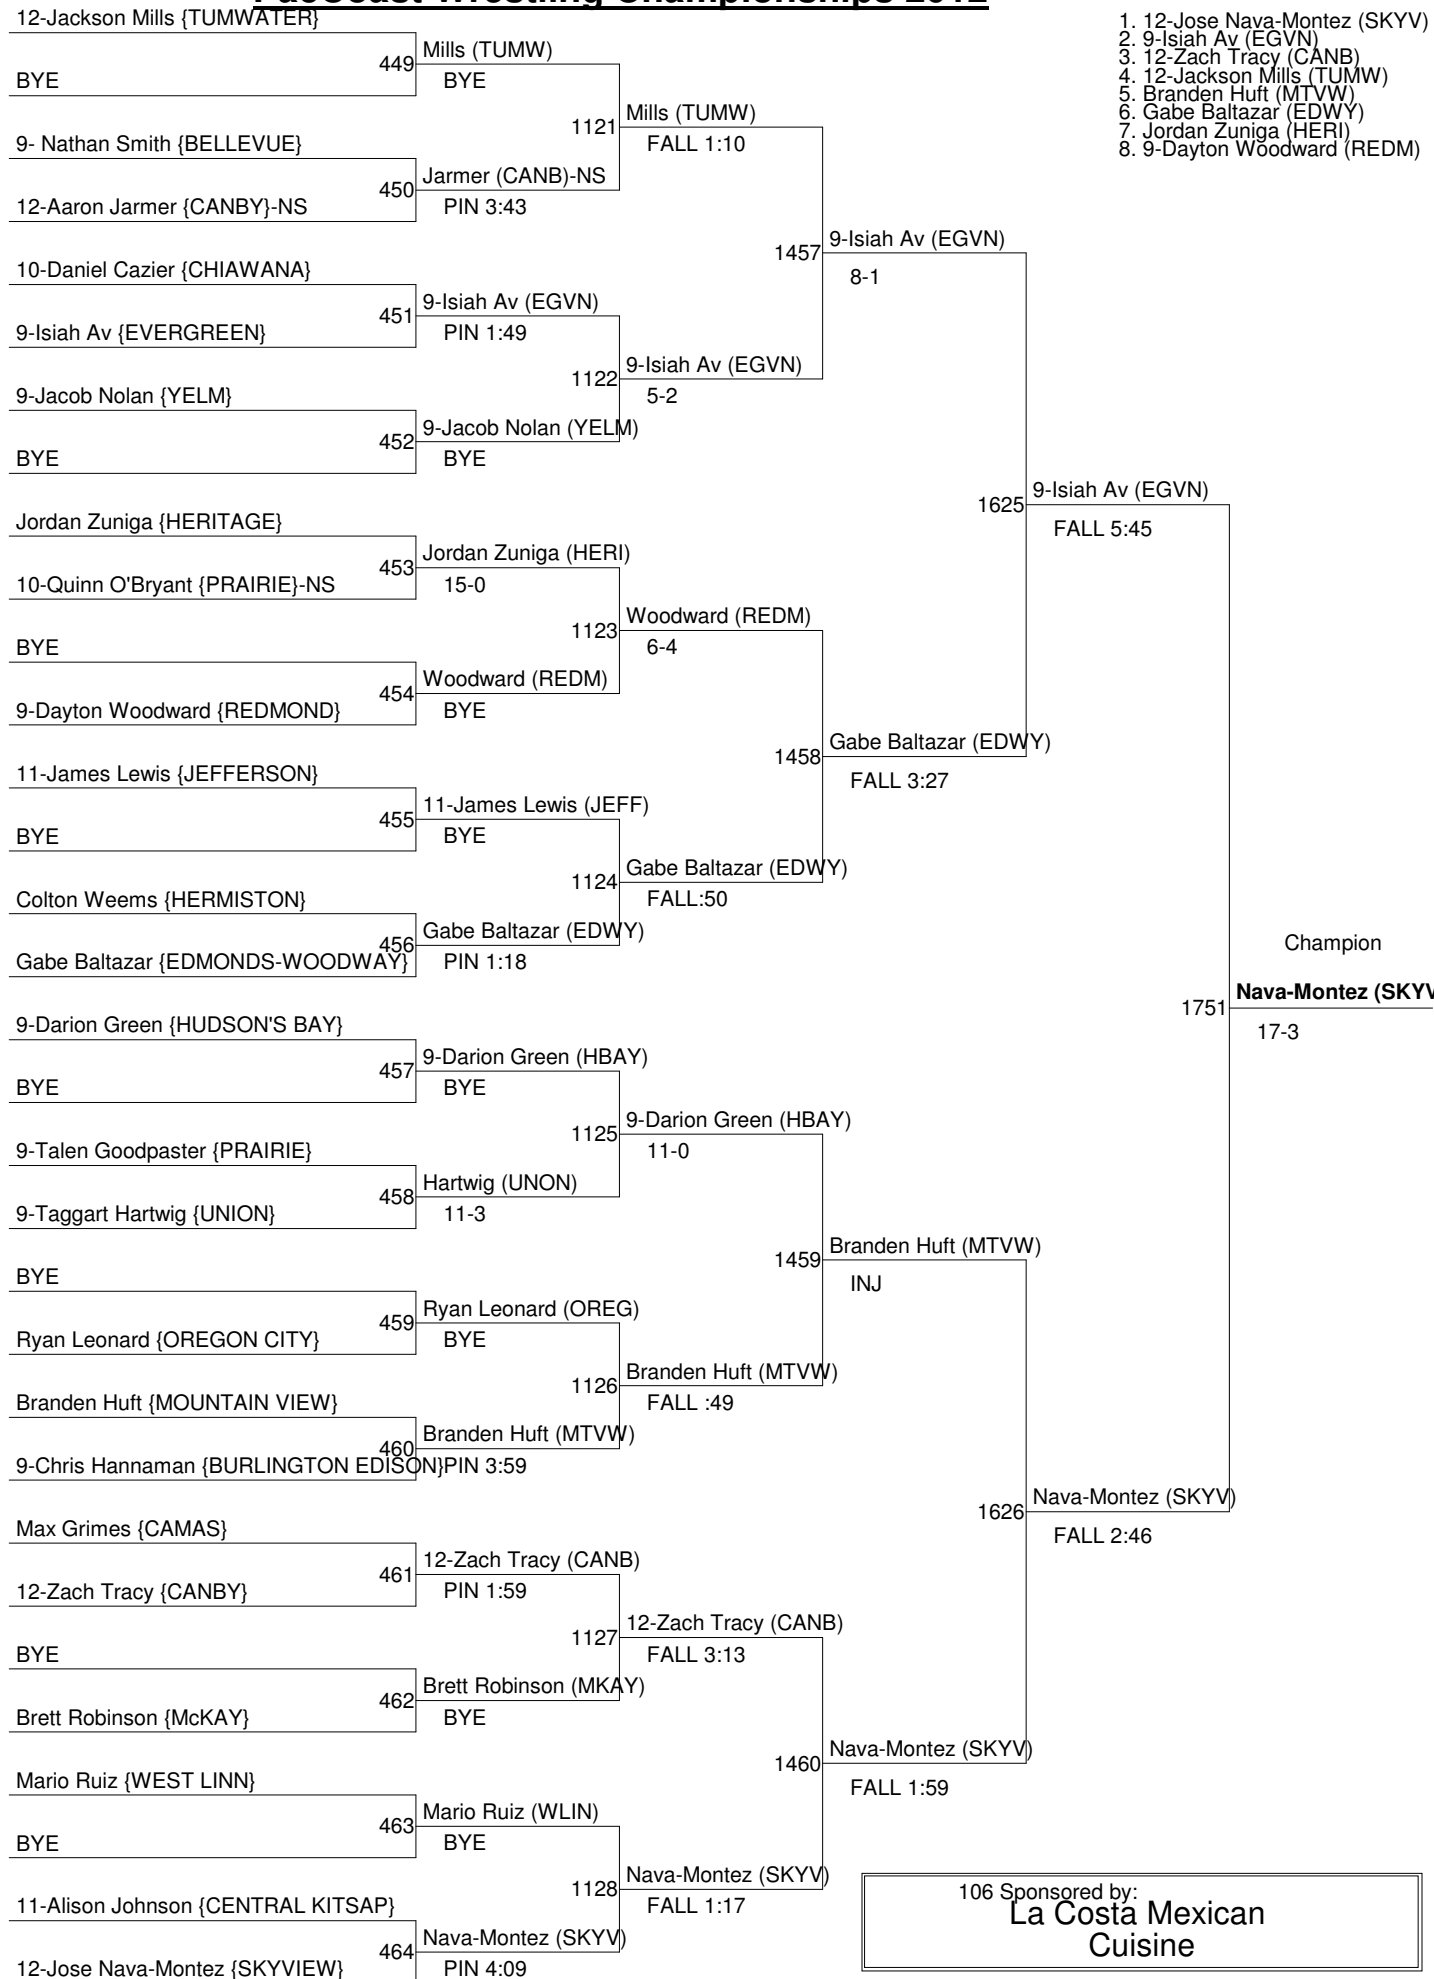 PacCoast Wrestling Championships 2012
12-Jackson Mills {TUMWATER}
1. 12-Jose Nava-Montez (SKYV)
2. 9-Isiah Av (EGVN)
3. 12-Zach Tracy (CANB)
4. 12-Jackson Mills (TUMW)
5. Branden Huft (MTVW)
6. Gabe Baltazar (EDWY)
7. Jordan Zuniga (HERI)
8. 9-Dayton Woodward (REDM)
449 Mills (TUMW)
BYE
BYE
1121 Mills (TUMW)
FALL 1:10
9- Nathan Smith {BELLEVUE}
450 Jarmer (CANB)-NS
12-Aaron Jarmer {CANBY}-NS
PIN 3:43
1457 9-Isiah Av (EGVN)
8-1
10-Daniel Cazier {CHIAWANA}
451 9-Isiah Av (EGVN)
9-Isiah Av {EVERGREEN}
PIN 1:49
1122 9-Isiah Av (EGVN)
5-2
9-Jacob Nolan {YELM}
452 9-Jacob Nolan (YELM)
BYE
BYE
1625 9-Isiah Av (EGVN)
FALL 5:45
Jordan Zuniga {HERITAGE}
453 Jordan Zuniga (HERI)
10-Quinn O'Bryant {PRAIRIE}-NS
15-0
1123 Woodward (REDM)
6-4
BYE
454 Woodward (REDM)
9-Dayton Woodward {REDMOND}
BYE
1458 Gabe Baltazar (EDWY)
FALL 3:27
11-James Lewis {JEFFERSON}
455 11-James Lewis (JEFF)
BYE
BYE
1124 Gabe Baltazar (EDWY)
FALL:50
Colton Weems {HERMISTON}
456 Gabe Baltazar (EDWY)
Gabe Baltazar {EDMONDS-WOODWAY}
PIN 1:18
Champion
1751 Nava-Montez (SKYV
17-3
9-Darion Green {HUDSON'S BAY}
457 9-Darion Green (HBAY)
BYE
BYE
1125 9-Darion Green (HBAY)
11-0
9-Talen Goodpaster {PRAIRIE}
458 Hartwig (UNON)
9-Taggart Hartwig {UNION}
11-3
1459 Branden Huft (MTVW)
INJ
BYE
459 Ryan Leonard (OREG)
Ryan Leonard {OREGON CITY}
BYE
1126 Branden Huft (MTVW)
FALL :49
Branden Huft {MOUNTAIN VIEW}
460 Branden Huft (MTVW)
9-Chris Hannaman {BURLINGTON EDISON}
PIN 3:59
1626 Nava-Montez (SKYV)
FALL 2:46
Max Grimes {CAMAS}
461 12-Zach Tracy (CANB)
12-Zach Tracy {CANBY}
PIN 1:59
1127 12-Zach Tracy (CANB)
FALL 3:13
BYE
462 Brett Robinson (MKAY)
Brett Robinson {McKAY}
BYE
1460 Nava-Montez (SKYV)
FALL 1:59
Mario Ruiz {WEST LINN}
463 Mario Ruiz (WLIN)
BYE
BYE
1128 Nava-Montez (SKYV)
FALL 1:17
11-Alison Johnson {CENTRAL KITSAP}
464 Nava-Montez (SKYV)
12-Jose Nava-Montez {SKYVIEW}
PIN 4:09
106 Sponsored by:
La Costa Mexican
Cuisine